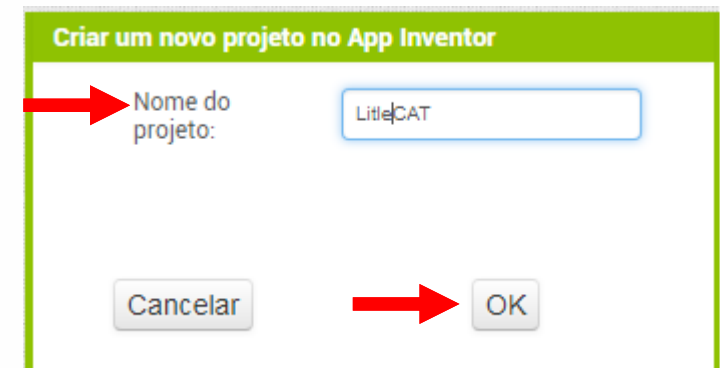 Criar um novo projeto no App Inventor
Nome do
projeto:
LitleCAT
Cancelar
OK